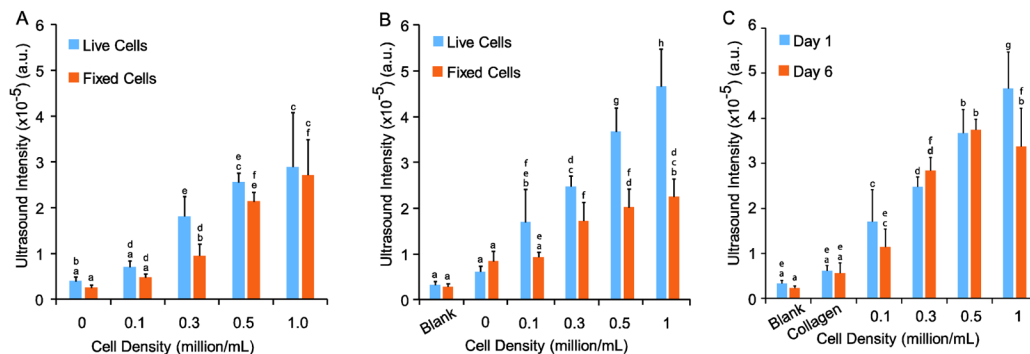 A
Ultrasound Intensity (x10-5) (a.u.)
6
5
4
3
2
1
0
Live Cells
Fixed Cells
b
a
a
d
a
d
a
e
d
b
e
c
f
e
c
c
f
0 0.1 0.3 0.5 1.0
Cell Density (million/mL)
B
Ultrasound Intensity (x10-5) (a.u.)
6
5
4
3
2
1
0
Live Cells
Fixed Cells
a a
a
a
f
e
b
e
a
d
c
f
g
f
d
h
d
c
b
Blank 0 0.1 0.3 0.5 1
Cell Density (million/mL)
C
Ultrasound Intensity (x10-5) (a.u.)
6
5
4
3
2
1
0
Day 1
Day 6
e
a
a
e
a
e
a
c
e
c
d
f
d
b
b
g
f
b
Blank Collagen 0.1 0.3 0.5 1
Cell Density (million/mL)